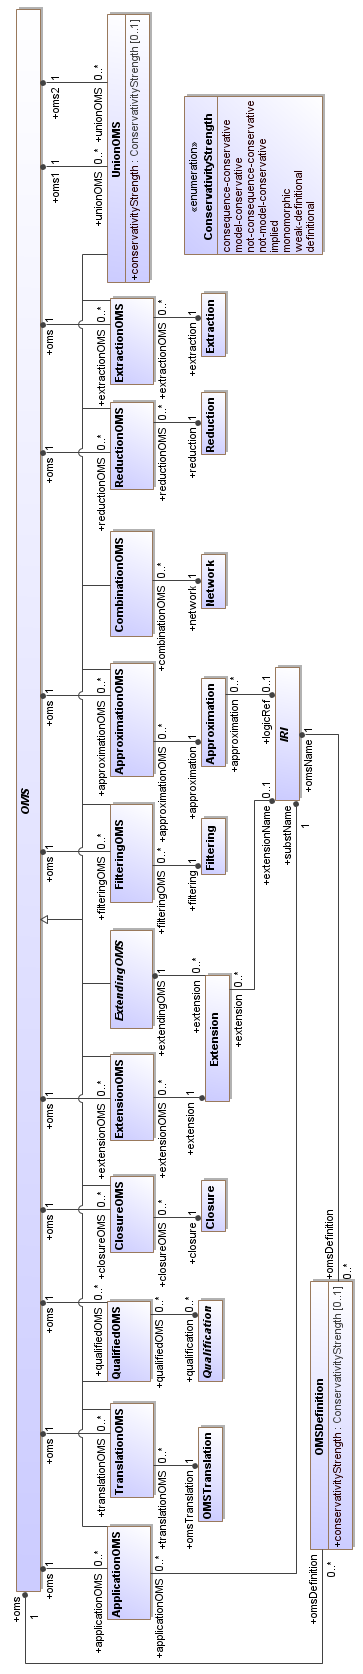 OMS
+oms
1
+oms 1
+oms 1
+oms 1
+oms 1
+oms 1
+oms 1
+oms 1
+oms 1
+oms 1
+oms1 1
+oms2 1
+applicationOMS 0..*
ApplicationOMS
+applicationOMS 0..*
+translationOMS 0..*
TranslationOMS
+translationOMS 0..*
+omsTranslation 1
OMSTranslation
+qualifiedOMS 0..*
QualifiedOMS
+qualifiedOMS 0..*
+qualification 0..*
Qualification
+closureOMS 0..*
ClosureOMS
+closureOMS 0..*
+closure 1
Closure
+extensionOMS 0..*
ExtensionOMS
+extensionOMS 0..*
+extension 1
ExtendingOMS
+extendingOMS 1
+extension 0..*
Extension
+extension 0..*
+filteringOMS 0..*
FilteringOMS
+filteringOMS 0..*
+filtering 1
Filtering
+approximationOMS 0..*
ApproximationOMS
+approximationOMS 0..*
+approximation 1
Approximation
+approximation 0..*
CombinationOMS
+combinationOMS 0..*
+network 1
Network
+reductionOMS 0..*
ReductionOMS
+reductionOMS 0..*
+reduction 1
Reduction
+extractionOMS 0..*
ExtractionOMS
+extractionOMS 0..*
+extraction 1
Extraction
+unionOMS 0..*
+unionOMS 0..*
UnionOMS
+conservativityStrength : ConservativityStrength [0..1]
«enumeration»
ConservativityStrength
consequence-conservative
model-conservative
not-consequence-conservative
not-model-conservative
implied
monomorphic
weak-definitional
definitional
+extensionName 0..1
+logicRef 0..1
IRI
+substName
1
+omsName 1
+omsDefinition
0..*
OMSDefinition
+conservativityStrength : ConservativityStrength [0..1]
+omsDefinition
0..*